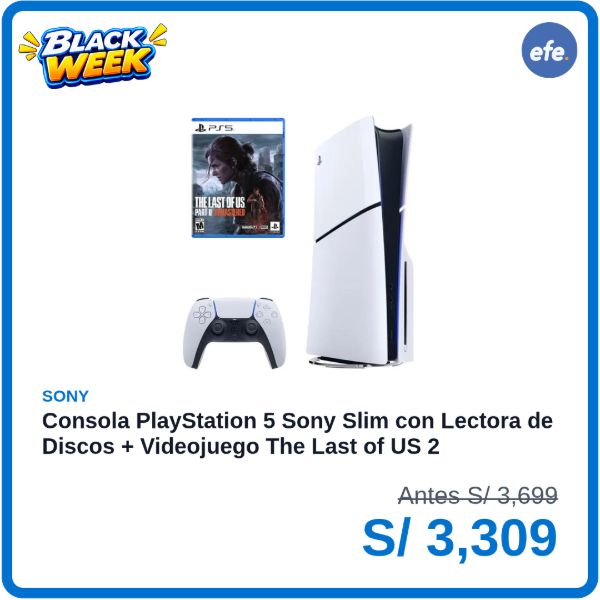 BLACK
WEEK
efe.
PS5
THE LAST OF US
PART II REMASTERED
SONY
Consola PlayStation 5 Sony Slim con Lectora de
Discos + Videojuego The Last of US 2
Antes S/ 3,699
S/ 3,309